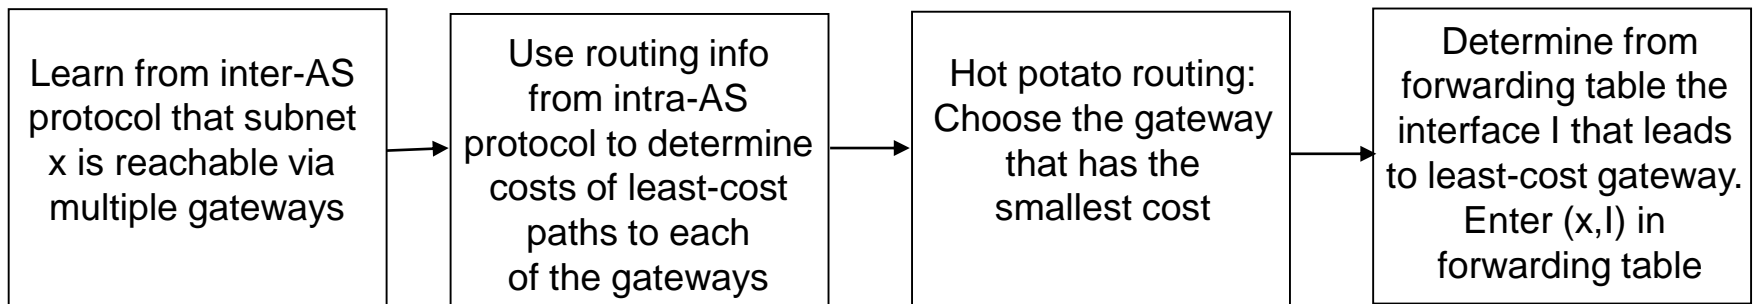 Learn from inter-AS
protocol that subnet
x is reachable via
multiple gateways
Use routing info
from intra-AS
protocol to determine
costs of least-cost
paths to each
of the gateways
Hot potato routing:
Choose the gateway
that has the
smallest cost
Determine from
forwarding table the
interface I that leads
to least-cost gateway.
Enter (x,I) in
forwarding table